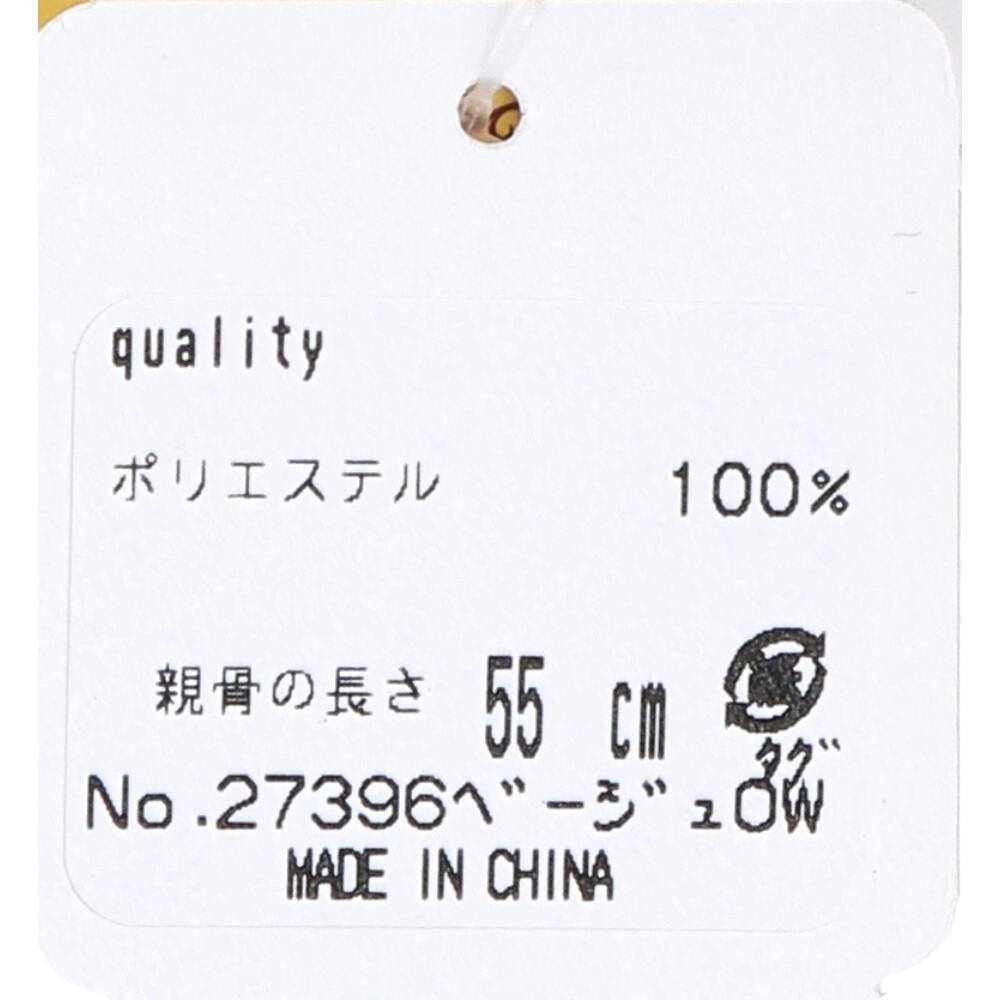 quality
ポリエステル 100%
親骨の長さ 55 cm
タグ
No.27396ベージュOW
MADE IN CHINA